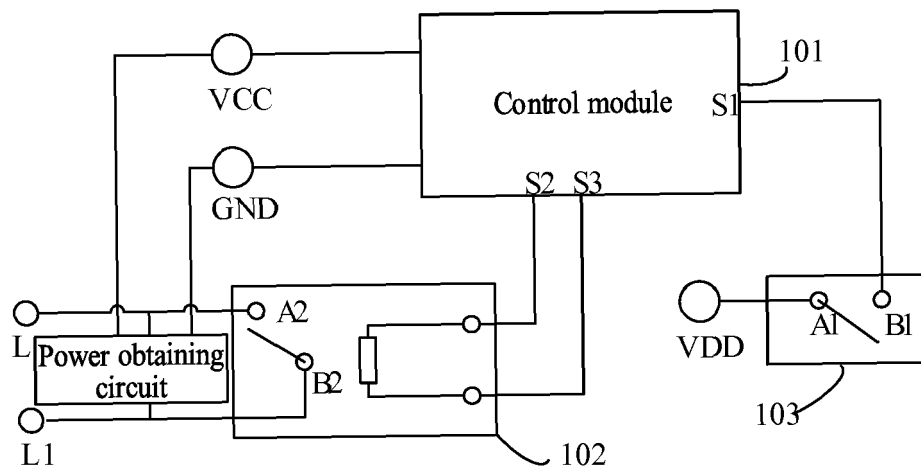 101
VCC
Control module
S1
GND
S2
S3
L
A2
Power obtaining
circuit
B2
VDD
A1
B1
L1
102
103